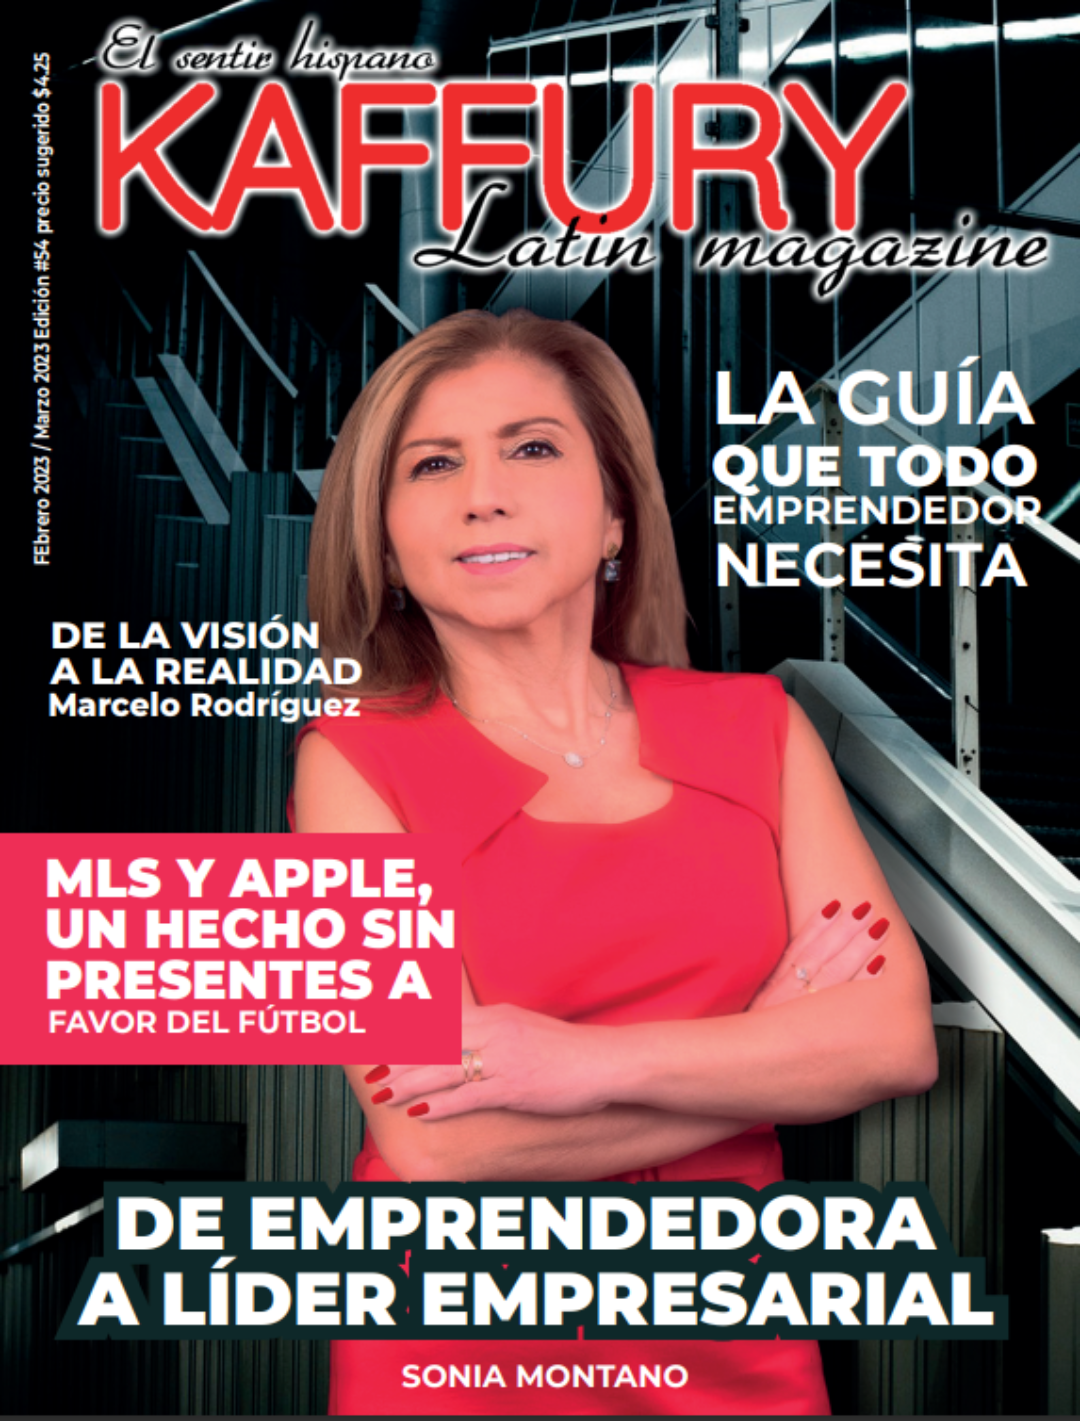 El sentir hispano
KAFFURY
Latin magazine
FEbrero 2023 / Marzo 2023 Edición #54 precio sugerido $4.25
LA GUÍA
QUE TODO
EMPRENDEDOR
NECESITA
DE LA VISIÓN
A LA REALIDAD
Marcelo Rodríguez
MLS Y APPLE,
UN HECHO SIN
PRESENTES A
FAVOR DEL FÚTBOL
DE EMPRENDEDORA
A LÍDER EMPRESARIAL
SONIA MONTANO